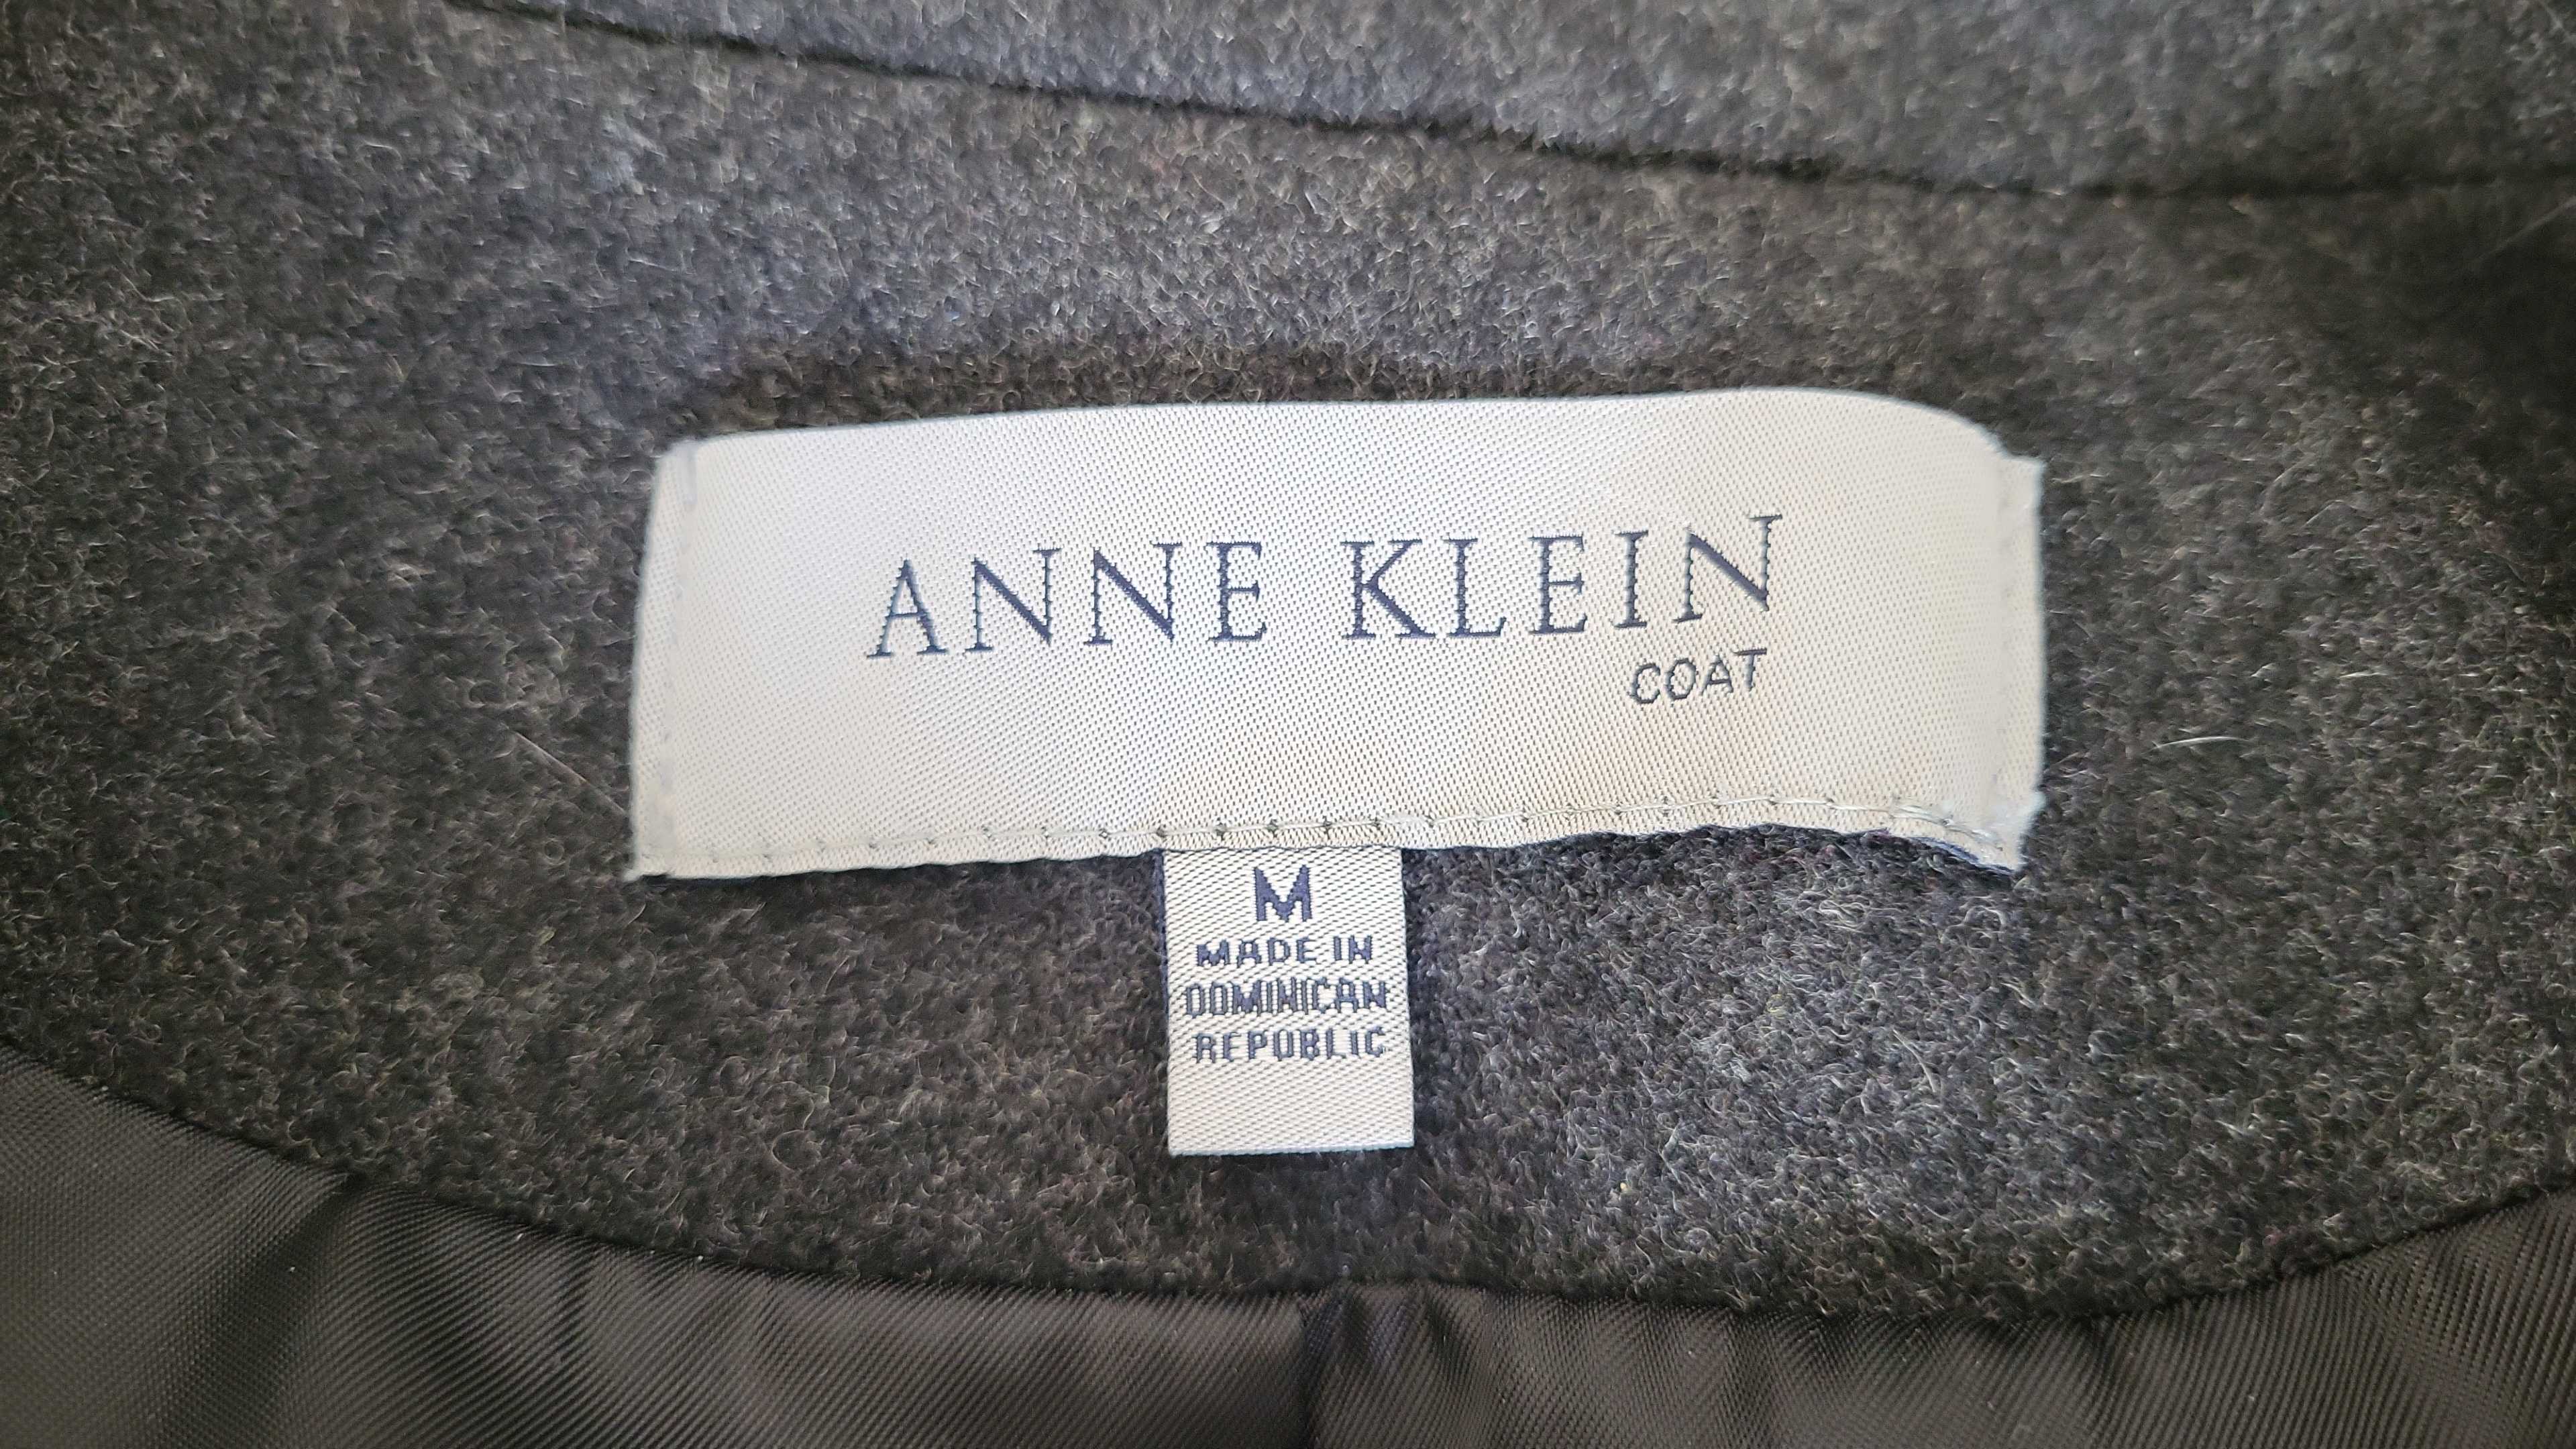 ANNE KLEIN
COAT
M
MADE IN
DOMINICAN
REPUBLIC